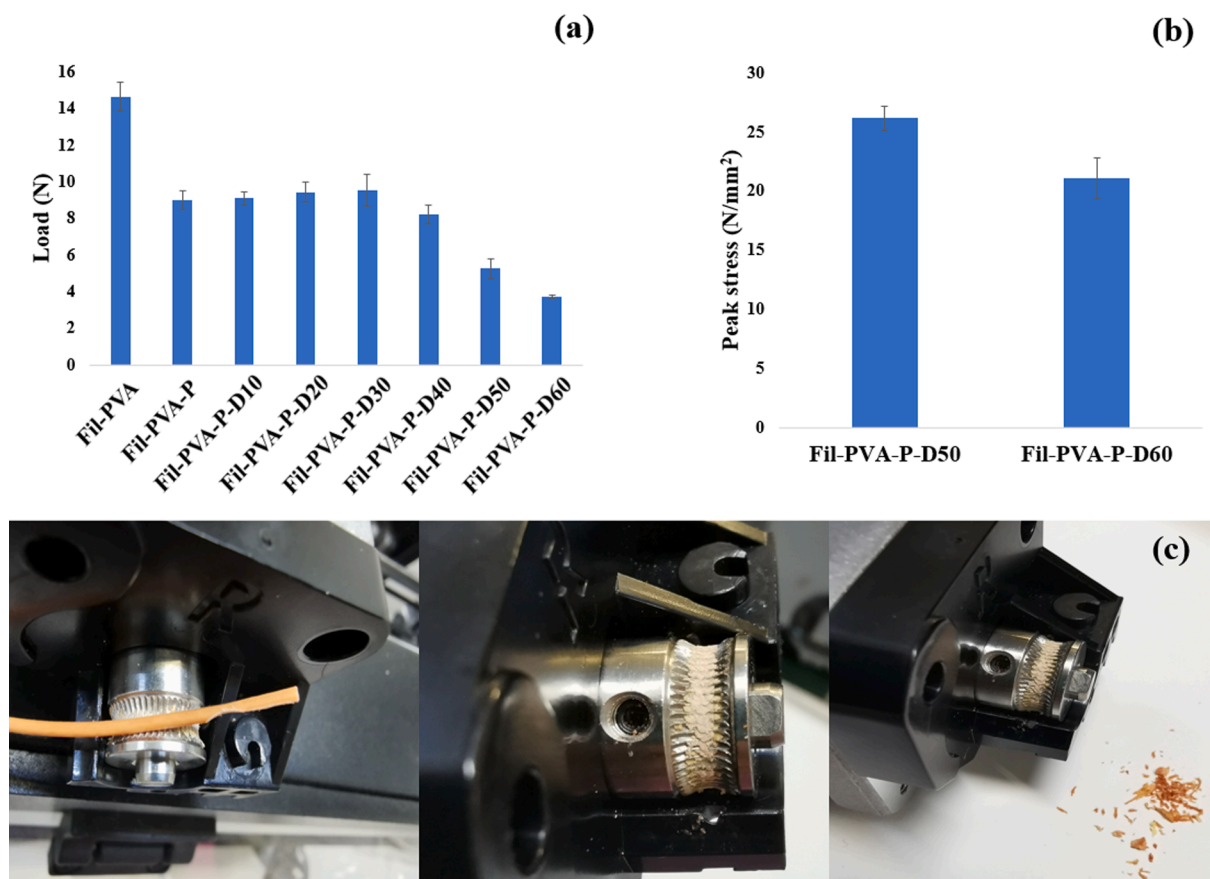 (a)
16
14
12
10
8
6
4
2
0
Load (N)
Fil-PVA
Fil-PVA-P
Fil-PVA-P-D10
Fil-PVA-P-D20
Fil-PVA-P-D30
Fil-PVA-P-D40
Fil-PVA-P-D50
Fil-PVA-P-D60
(b)
30
25
20
15
10
5
0
Peak stress (N/mm²)
Fil-PVA-P-D50
Fil-PVA-P-D60
(c)